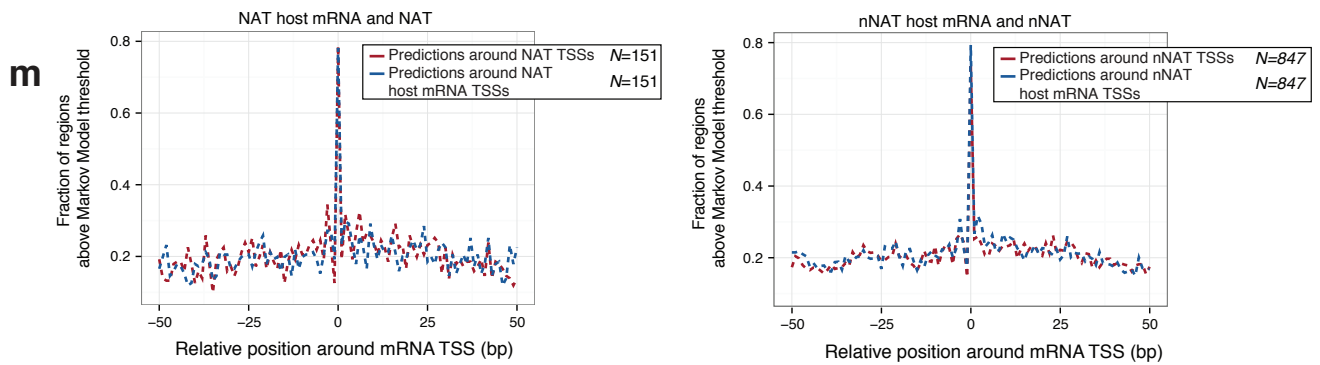 m
NAT host mRNA and NAT
Fraction of regions
above Markov Model threshold
0.8
0.6
0.4
0.2
Predictions around NAT TSSs N=151
Predictions around NAT
host mRNA TSSs N=151
−50 −25 0 25 50
Relative position around mRNA TSS (bp)
nNAT host mRNA and nNAT
Fraction of regions
above Markov Model threshold
0.8
0.6
0.4
0.2
Predictions around nNAT TSSs N=847
Predictions around nNAT
host mRNA TSSs N=847
−50 −25 0 25 50
Relative position around mRNA TSS (bp)